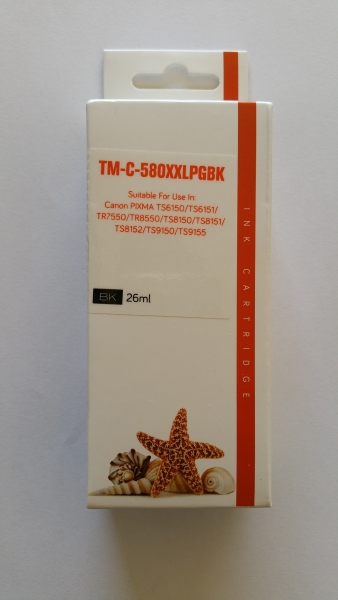 TM-C-580XXLPGBK
Suitable For Use In:
Canon PIXMA TS6150/TS6151/
TR7550/TR8550/TS8150/TS8151/
TS8152/TS9150/TS9155
BK 26ml
INK CARTRIDGE